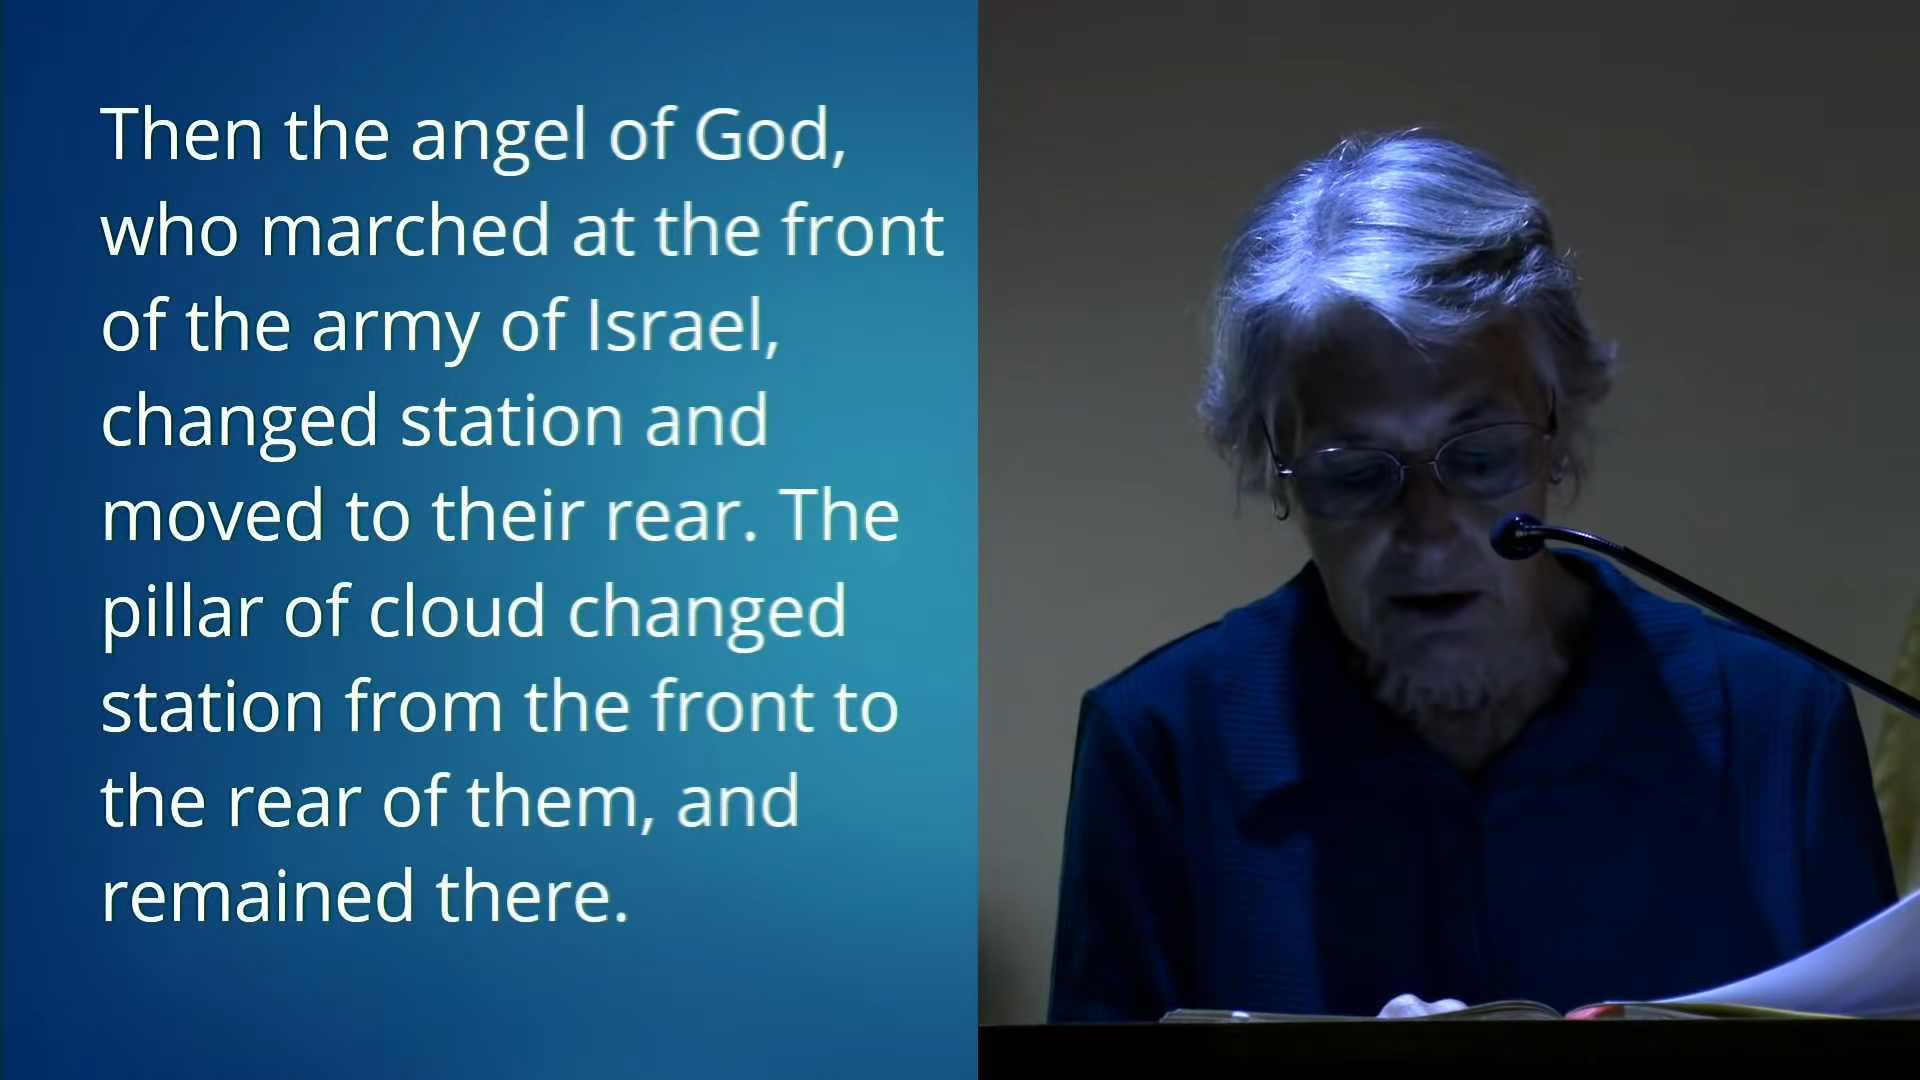 Then the angel of God,
who marched at the front
of the army of Israel,
changed station and
moved to their rear. The
pillar of cloud changed
station from the front to
the rear of them, and
remained there.